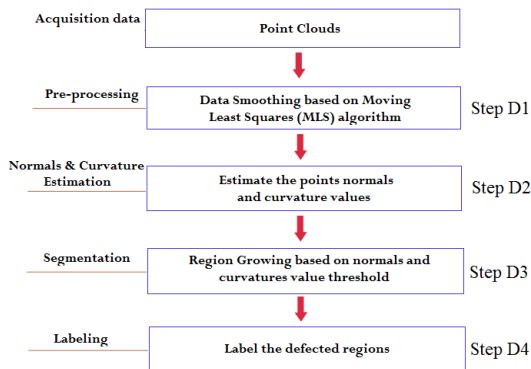 Acquisition data
Point Clouds
Pre-processing
Data Smoothing based on Moving
Least Squares (MLS) algorithm
Step D1
Normals & Curvature
Estimation
Estimate the points normals
and curvature values
Step D2
Segmentation
Region Growing based on normals and
curvatures value threshold
Step D3
Labeling
Label the defected regions
Step D4